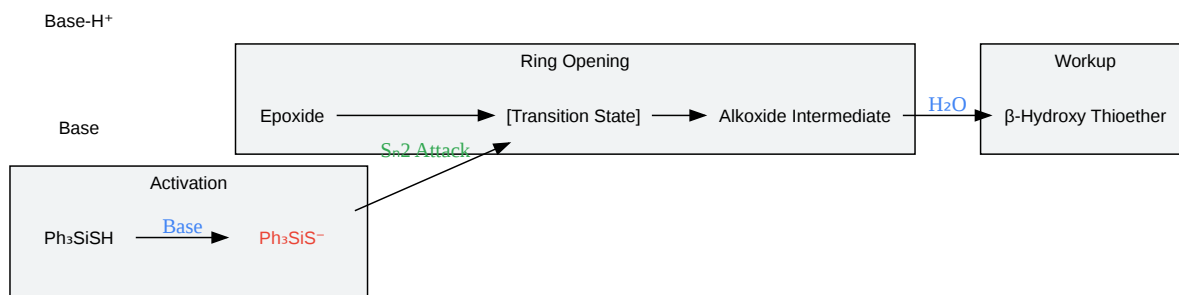 Base-H⁺
Ring Opening
Workup
Epoxide
[Transition State]
Alkoxide Intermediate
H₂O
β-Hydroxy Thioether
Base
Sₙ2 Attack
Activation
Ph₃SiSH
Base
Ph₃SiS⁻